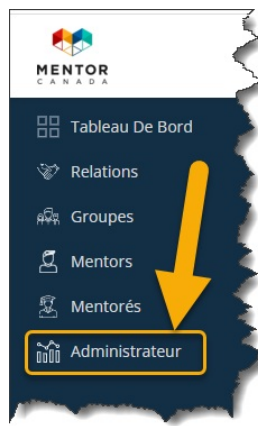 MENTOR
CANADA
Tableau De Bord
Relations
Groupes
Mentors
Mentorés
Administrateur